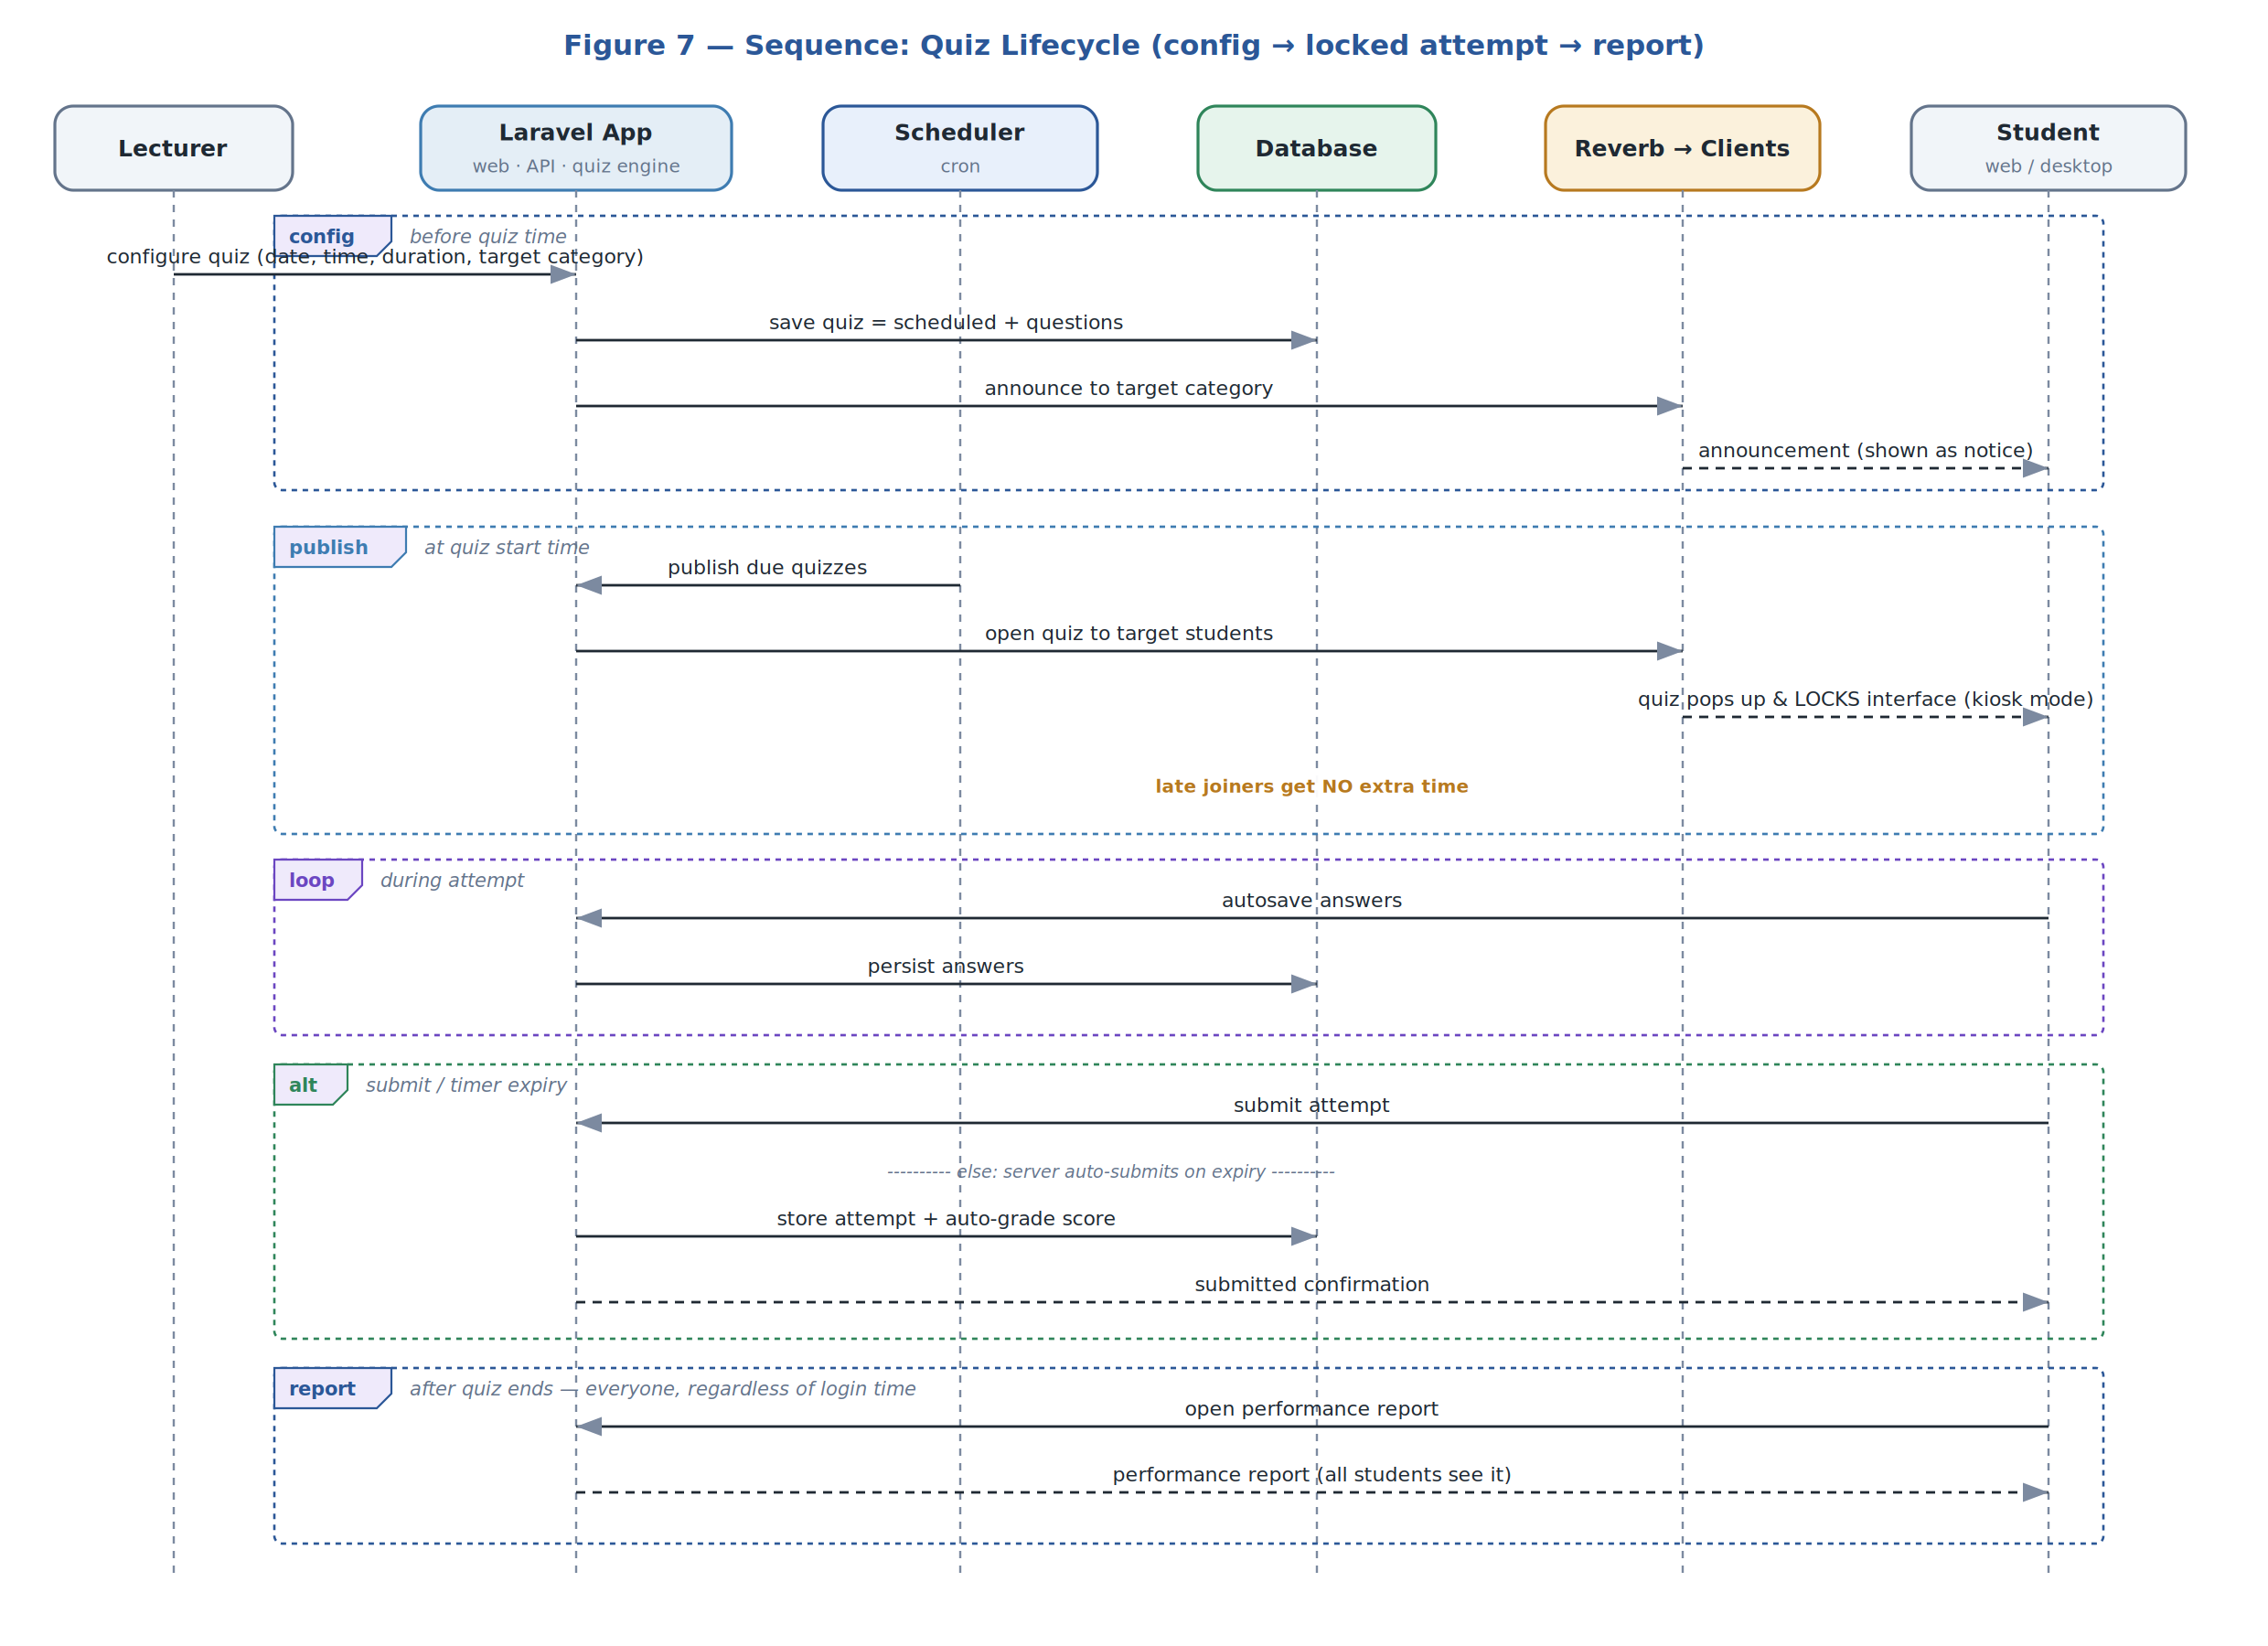 Figure 7 — Sequence: Quiz Lifecycle (config → locked attempt → report)
Lecturer
Laravel App
web · API · quiz engine
Scheduler
cron
Database
Reverb → Clients
Student
web / desktop
config
before quiz time
configure quiz (date, time, duration, target category)
save quiz = scheduled + questions
announce to target category
announcement (shown as notice)
publish
at quiz start time
publish due quizzes
open quiz to target students
quiz pops up & LOCKS interface (kiosk mode)
late joiners get NO extra time
loop
during attempt
autosave answers
persist answers
alt
submit / timer expiry
submit attempt
---------- else: server auto-submits on expiry ----------
store attempt + auto-grade score
submitted confirmation
report
after quiz ends — everyone, regardless of login time
open performance report
performance report (all students see it)